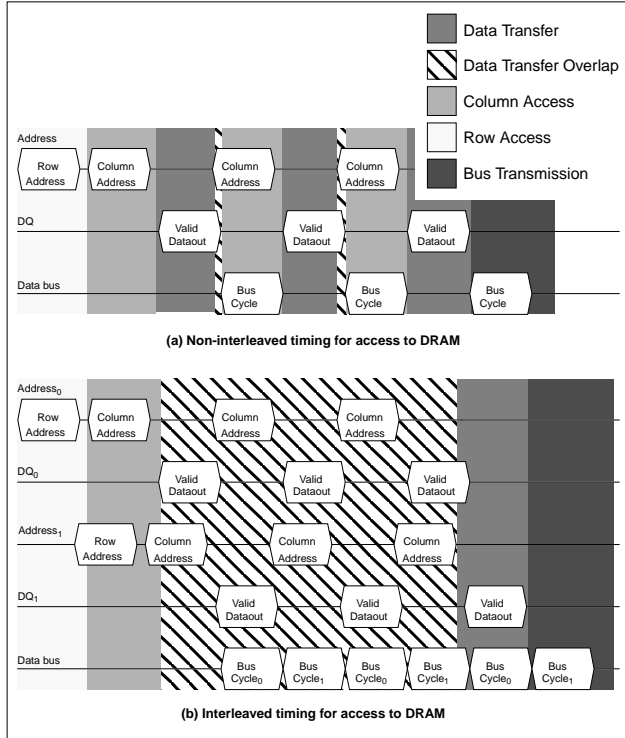 Data Transfer
Data Transfer Overlap
Column Access
Row Access
Bus Transmission
Address
Row Address
Column Address
Column Address
Column Address
DQ
Valid Dataout
Valid Dataout
Valid Dataout
Data bus
Bus Cycle
Bus Cycle
Bus Cycle
(a) Non-interleaved timing for access to DRAM
Address0
Row Address
Column Address
Column Address
Column Address
DQ0
Valid Dataout
Valid Dataout
Valid Dataout
Address1
Row Address
Column Address
Column Address
Column Address
DQ1
Valid Dataout
Valid Dataout
Valid Dataout
Data bus
Bus Cycle0
Bus Cycle1
Bus Cycle0
Bus Cycle1
Bus Cycle0
Bus Cycle1
(b) Interleaved timing for access to DRAM